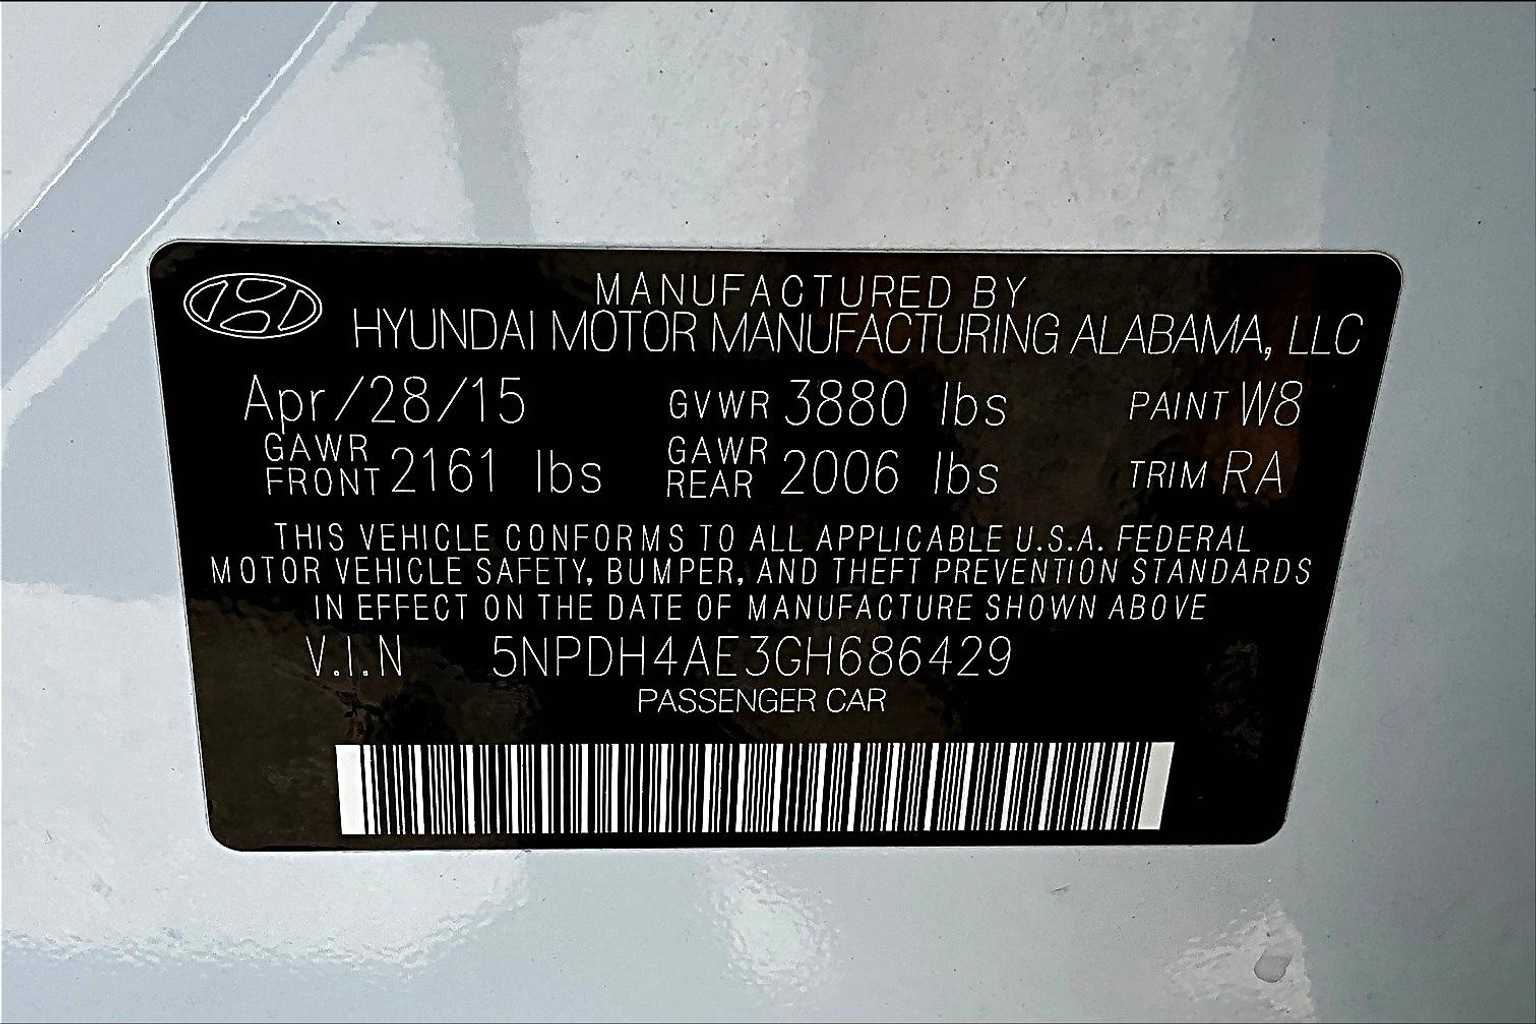 MANUFACTURED BY
HYUNDAI MOTOR MANUFACTURING ALABAMA, LLC
Apr/28/15 GVWR 3880 lbs PAINT W8
GAWR FRONT 2161 lbs GAWR REAR 2006 lbs TRIM RA
THIS VEHICLE CONFORMS TO ALL APPLICABLE U.S.A. FEDERAL
MOTOR VEHICLE SAFETY, BUMPER, AND THEFT PREVENTION STANDARDS
IN EFFECT ON THE DATE OF MANUFACTURE SHOWN ABOVE
V.I.N 5NPDH4AE3GH686429
PASSENGER CAR